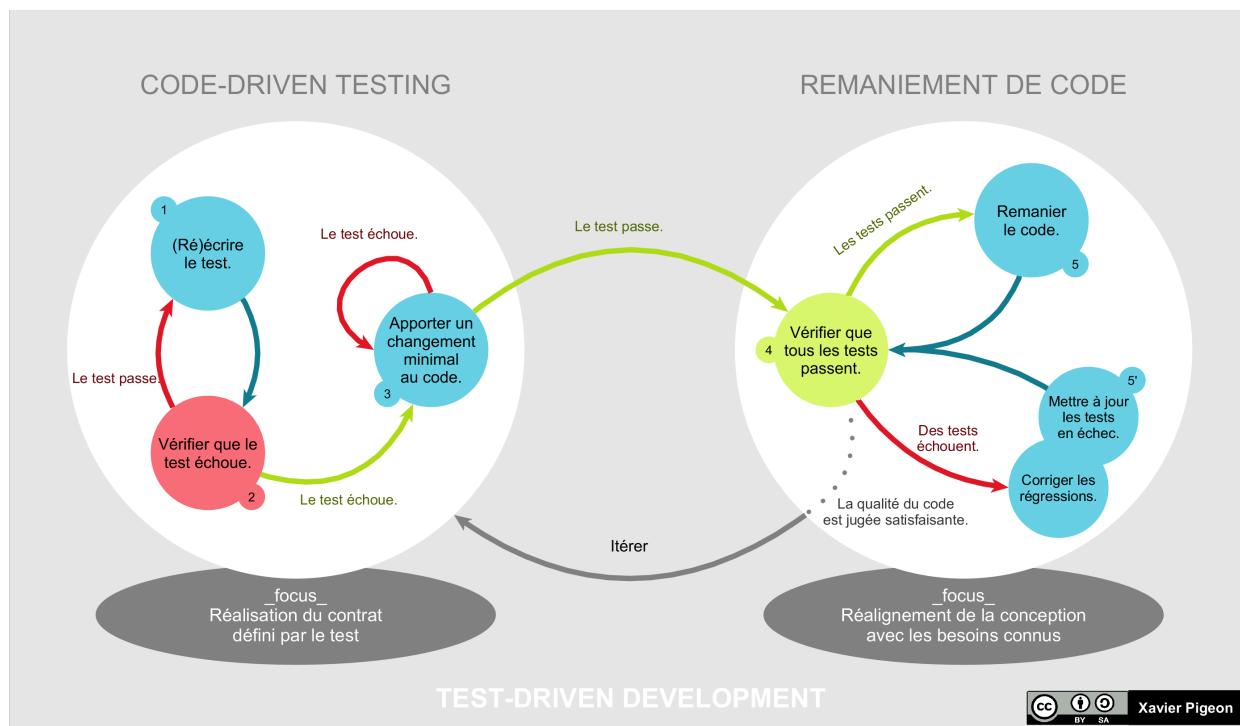 CODE-DRIVEN TESTING
REMANIEMENT DE CODE
1
(Ré)écrire
le test.
Le test échoue.
Le test passe.
Les tests passent.
Remanier
le code.
5
Apporter un
changement
minimal
au code.
3
4
Vérifier que
tous les tests
passent.
Le test passe.
Vérifier que le
test échoue.
2
Le test échoue.
5'
Mettre à jour
les tests
en échec.
Des tests
échouent.
Corriger les
régressions.
La qualité du code
est jugée satisfaisante.
Itérer
_focus_
Réalisation du contrat
défini par le test
_focus_
Réalignement de la conception
avec les besoins connus
TEST-DRIVEN DEVELOPMENT
cc
BY SA
Xavier Pigeon